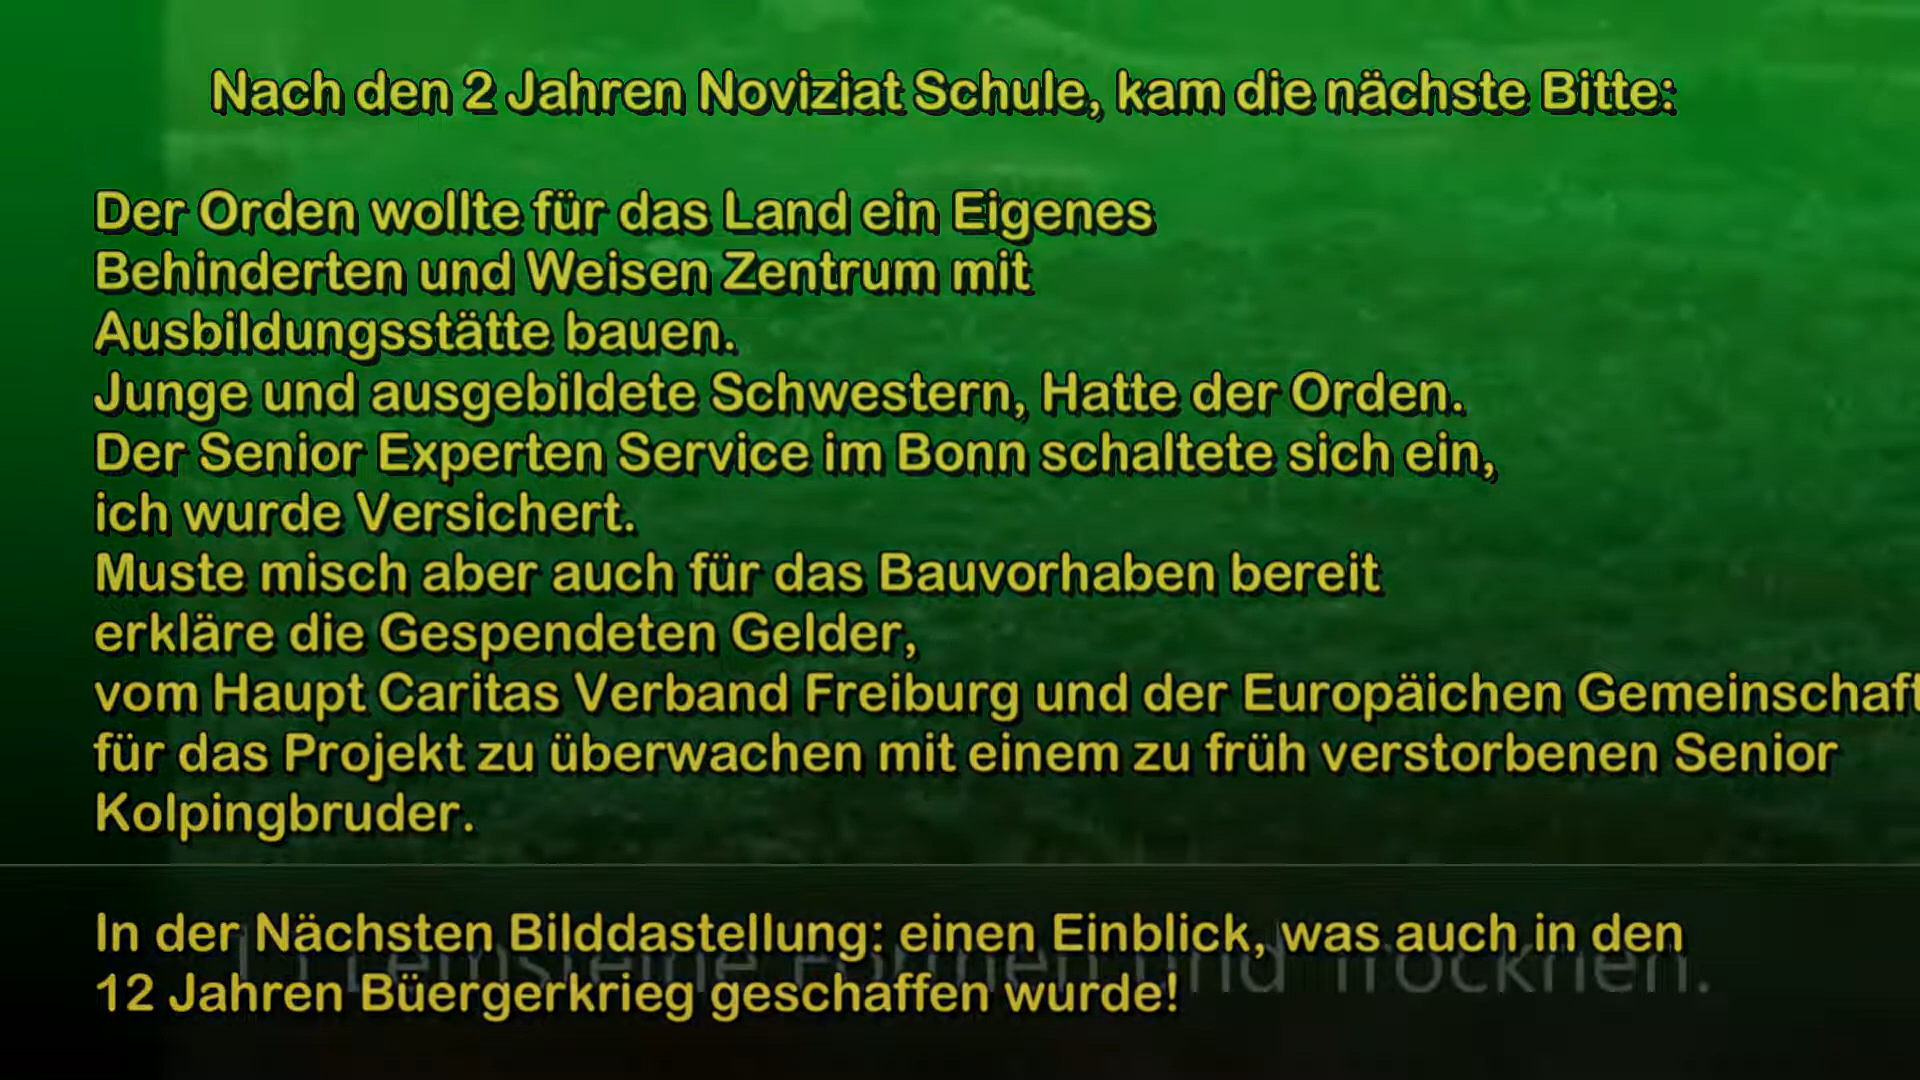 Nach den 2 Jahren Noviziat Schule, kam die nächste Bitte:
Der Orden wollte für das Land ein Eigenes
Behinderten und Weisen Zentrum mit
Ausbildungsstätte bauen.
Junge und ausgebildete Schwestern, Hatte der Orden.
Der Senior Experten Service im Bonn schaltete sich ein,
ich wurde Versichert.
Muste misch aber auch für das Bauvorhaben bereit
erkläre die Gespendeten Gelder,
vom Haupt Caritas Verband Freiburg und der Europäichen Gemeinschaft
für das Projekt zu überwachen mit einem zu früh verstorbenen Senior
Kolpingbruder.
In der Nächsten Bilddastellung: einen Einblick, was auch in den
12 Jahren Büergerkrieg geschaffen wurde!
und Trocknen.